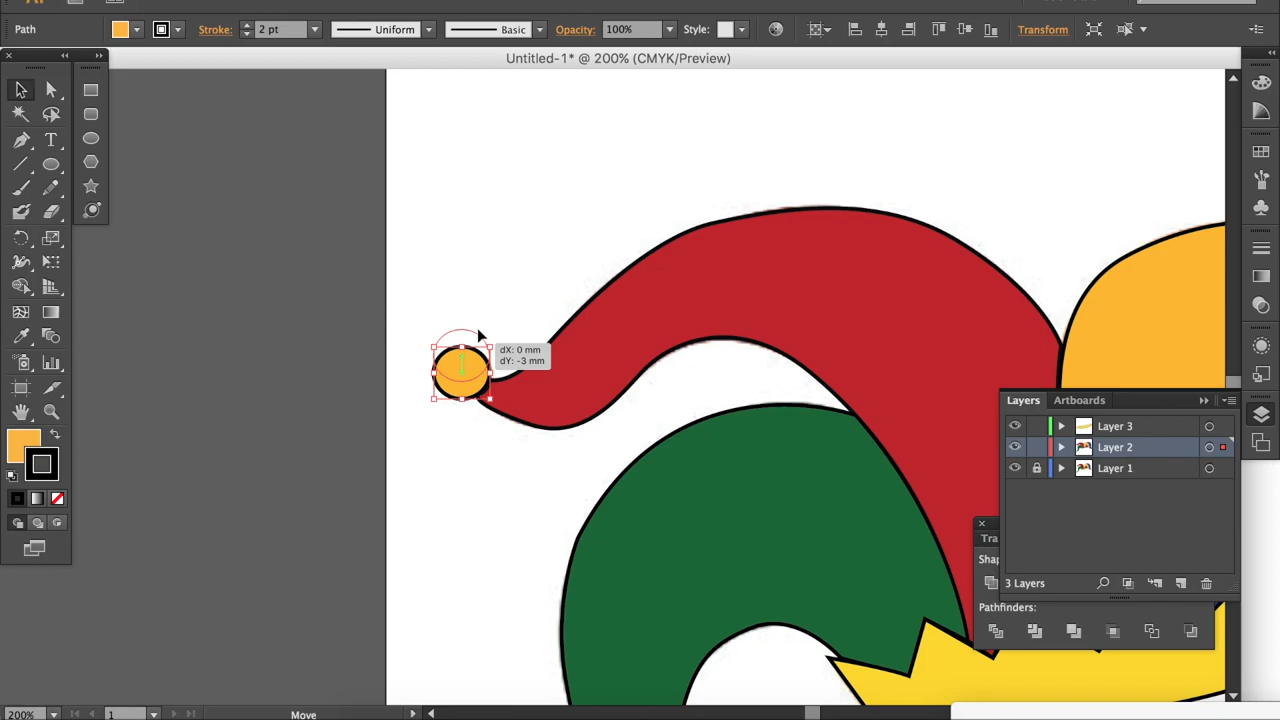 Path
Stroke:
2 pt
Uniform
Basic
Opacity:
100%
Style:
Transform
Untitled-1* @ 200% (CMYK/Preview)
T
dX: 0 mm
dY: -3 mm
Layers
Artboards
Layer 3
Layer 2
Layer 1
3 Layers
Tra
Shap
Pathfinders:
200%
1
Move